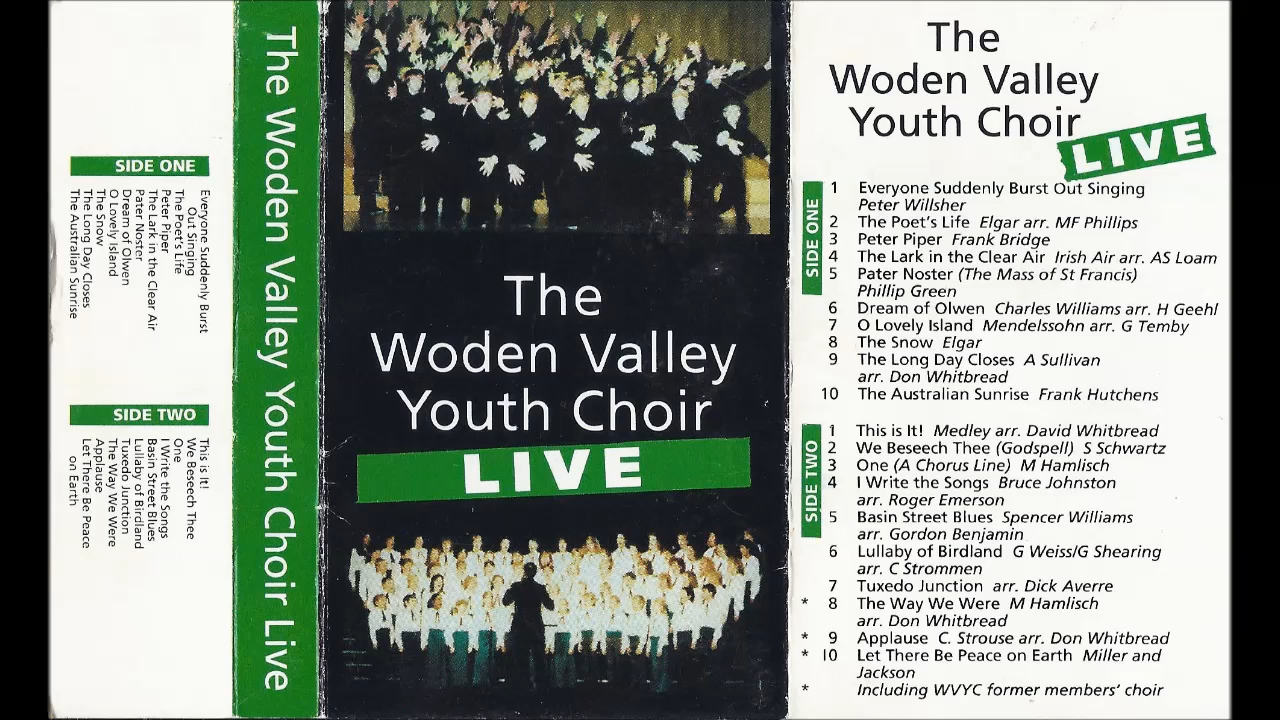 SIDE ONE
Everyone Suddenly Burst
Out Singing
The Poet's Life
Peter Piper
The Lark in the Clear Air
Pater Noster
Dream of Olwen
O Lovely Island
The Snow
The Long Day Closes
The Australian Sunrise
SIDE TWO
This is It!
We Beseech Thee
One
I Write the Songs
Basin Street Blues
Lullaby of Birdland
Tuxedo Junction
The Way We Were
Applause
Let There Be Peace
on Earth
The Woden Valley Youth Choir Live
The
Woden Valley
Youth Choir
LIVE
The
Woden Valley
Youth Choir
LIVE
SIDE ONE
1 Everyone Suddenly Burst Out Singing
Peter Willsher
2 The Poet's Life Elgar arr. MF Phillips
3 Peter Piper Frank Bridge
4 The Lark in the Clear Air Irish Air arr. AS Loam
5 Pater Noster (The Mass of St Francis)
Phillip Green
6 Dream of Olwen Charles Williams arr. H Geehl
7 O Lovely Island Mendelssohn arr. G Temby
8 The Snow Elgar
9 The Long Day Closes A Sullivan
arr. Don Whitbread
10 The Australian Sunrise Frank Hutchens
SIDE TWO
1 This is It! Medley arr. David Whitbread
2 We Beseech Thee (Godspell) S Schwartz
3 One (A Chorus Line) M Hamlisch
4 I Write the Songs Bruce Johnston
arr. Roger Emerson
5 Basin Street Blues Spencer Williams
arr. Gordon Benjamin
6 Lullaby of Birdland G Weiss/G Shearing
arr. C Strommen
7 Tuxedo Junction arr. Dick Averre
* 8 The Way We Were M Hamlisch
arr. Don Whitbread
* 9 Applause C. Strouse arr. Don Whitbread
* 10 Let There Be Peace on Earth Miller and
Jackson
* Including WVYC former members' choir